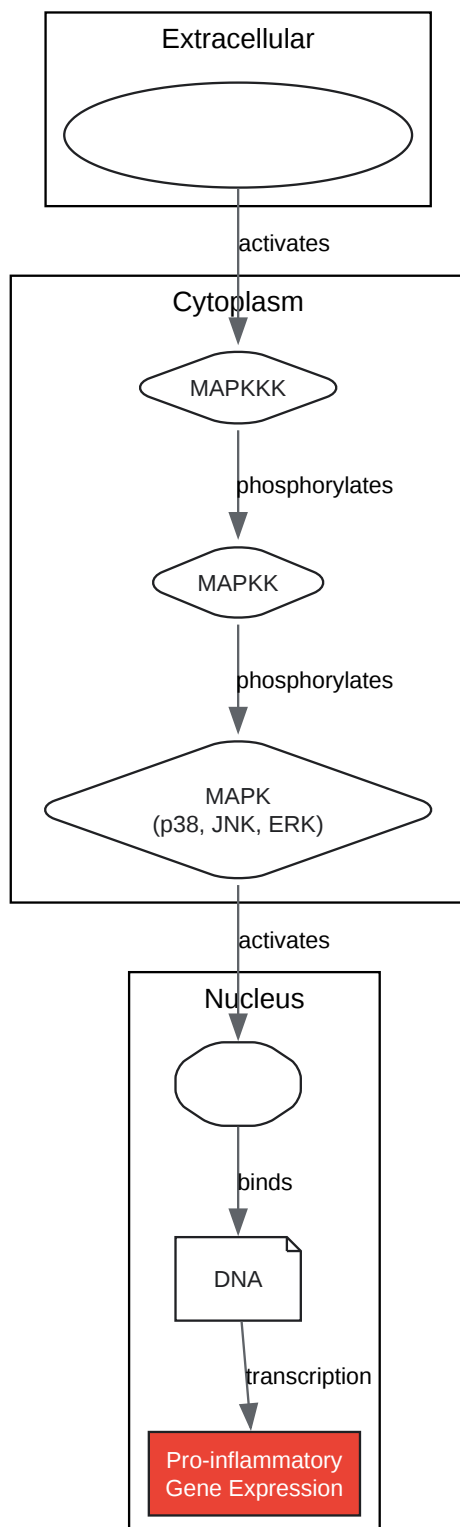 Extracellular
activates
Cytoplasm
MAPKKK
phosphorylates
MAPKK
phosphorylates
MAPK
(p38, JNK, ERK)
activates
Nucleus
binds
DNA
transcription
Pro-inflammatory
Gene Expression